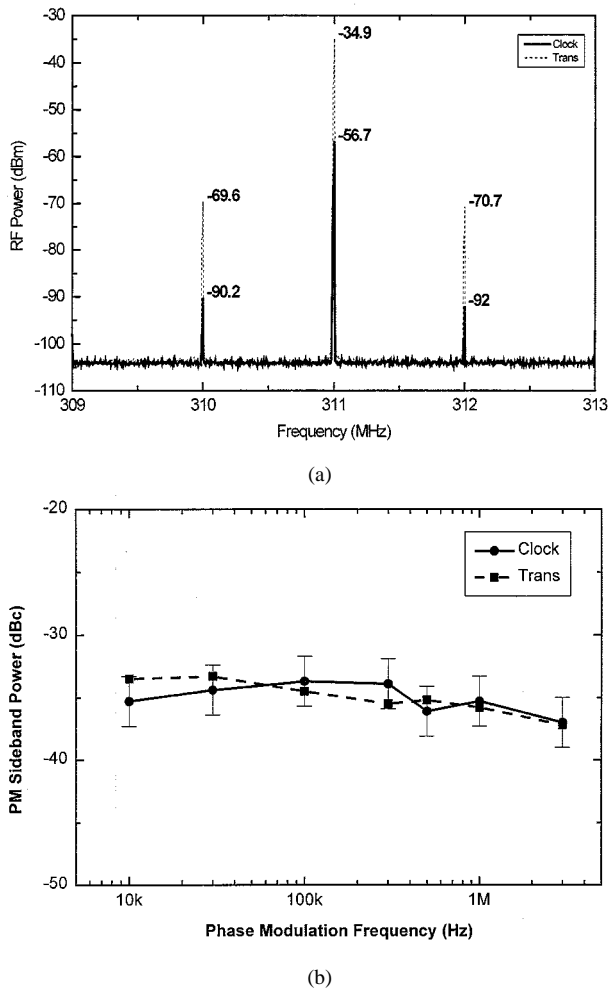 -30
-40
-50
-60
-70
-80
-90
-100
-110
RF Power (dBm)
-34.9
-56.7
-69.6
-70.7
-90.2
-92
Clock
Trans
309
310
311
312
313
Frequency (MHz)
(a)
-20
-30
-40
-50
PM Sideband Power (dBc)
Clock
Trans
10k
100k
1M
Phase Modulation Frequency (Hz)
(b)